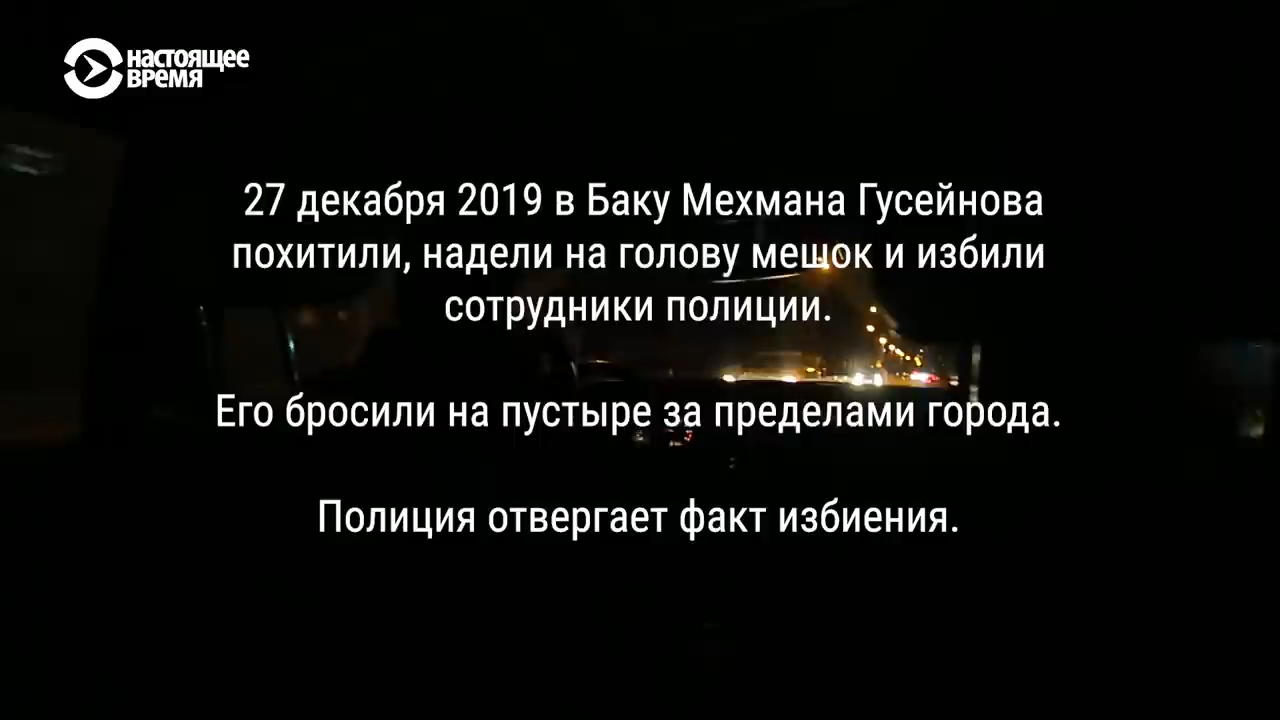 НАСТОЯЩЕЕ
ВРЕМЯ
27 декабря 2019 в Баку Мехмана Гусейнова
похитили, надели на голову мешок и избили
сотрудники полиции.
Его бросили на пустыре за пределами города.
Полиция отвергает факт избиения.